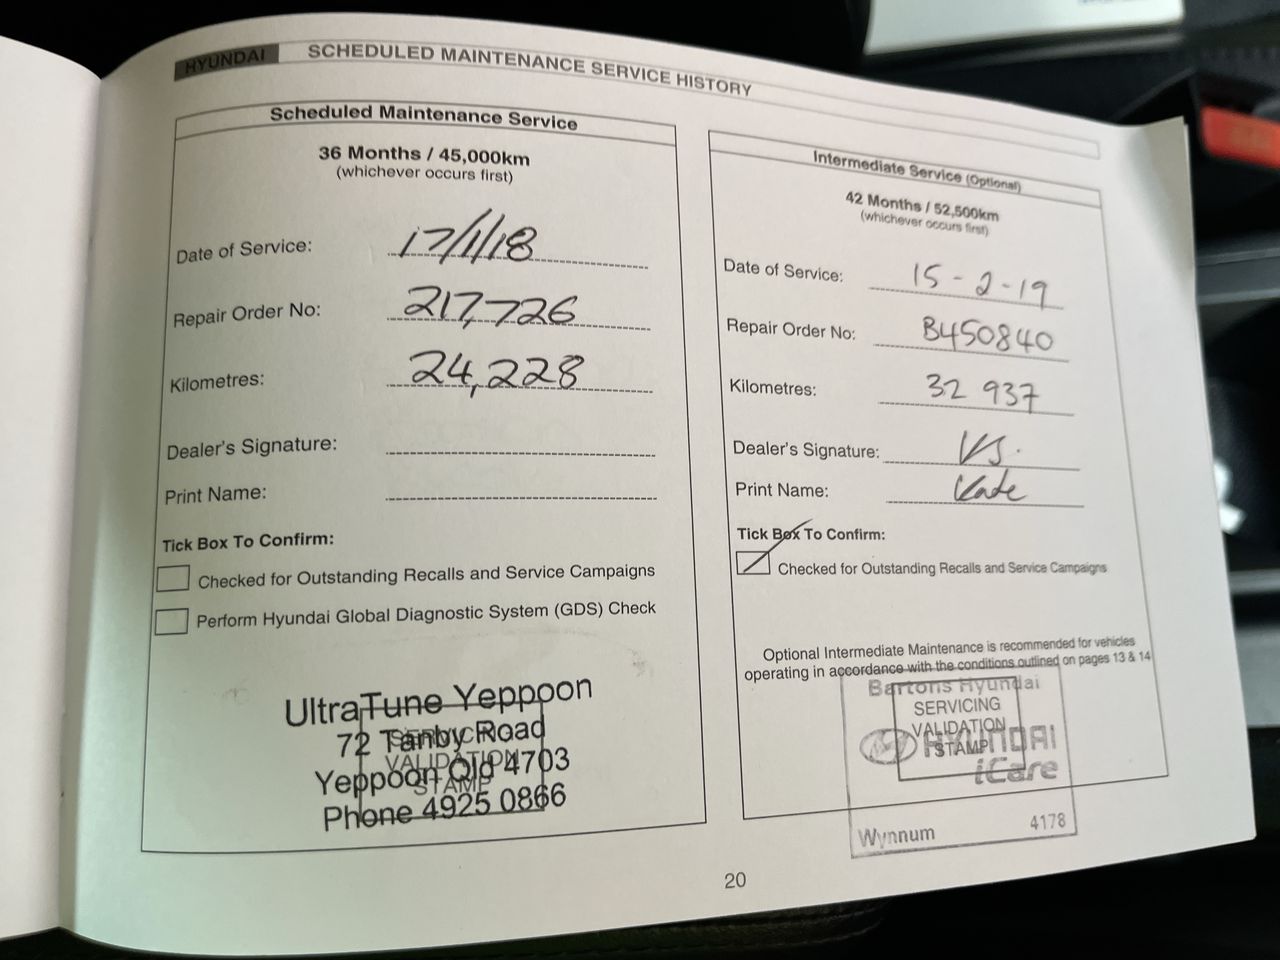 HYUNDAI SCHEDULED MAINTENANCE SERVICE HISTORY
Scheduled Maintenance Service
36 Months / 45,000km
(whichever occurs first)
Date of Service: 17/1/18
Repair Order No: 217,726
Kilometres: 24,228
Dealer's Signature:
Print Name:
Tick Box To Confirm:
Checked for Outstanding Recalls and Service Campaigns
Perform Hyundai Global Diagnostic System (GDS) Check
UltraTune Yeppoon
72 Tanby Road
Yeppoon Qld 4703
Phone 4925 0866
SERVICING
VALIDATION
STAMP
Intermediate Service (Optional)
42 Months / 52,500km
(whichever occurs first)
Date of Service: 15-2-19
Repair Order No: B450840
Kilometres: 32 937
Dealer's Signature: KS.
Print Name: Kate
Tick Box To Confirm:
Checked for Outstanding Recalls and Service Campaigns
Optional Intermediate Maintenance is recommended for vehicles
operating in accordance with the conditions outlined on pages 13 & 14
Bartons Hyundai
SERVICING
VALIDATION
STAMP
HYUNDAI
iCare
Wynnum 4178
20